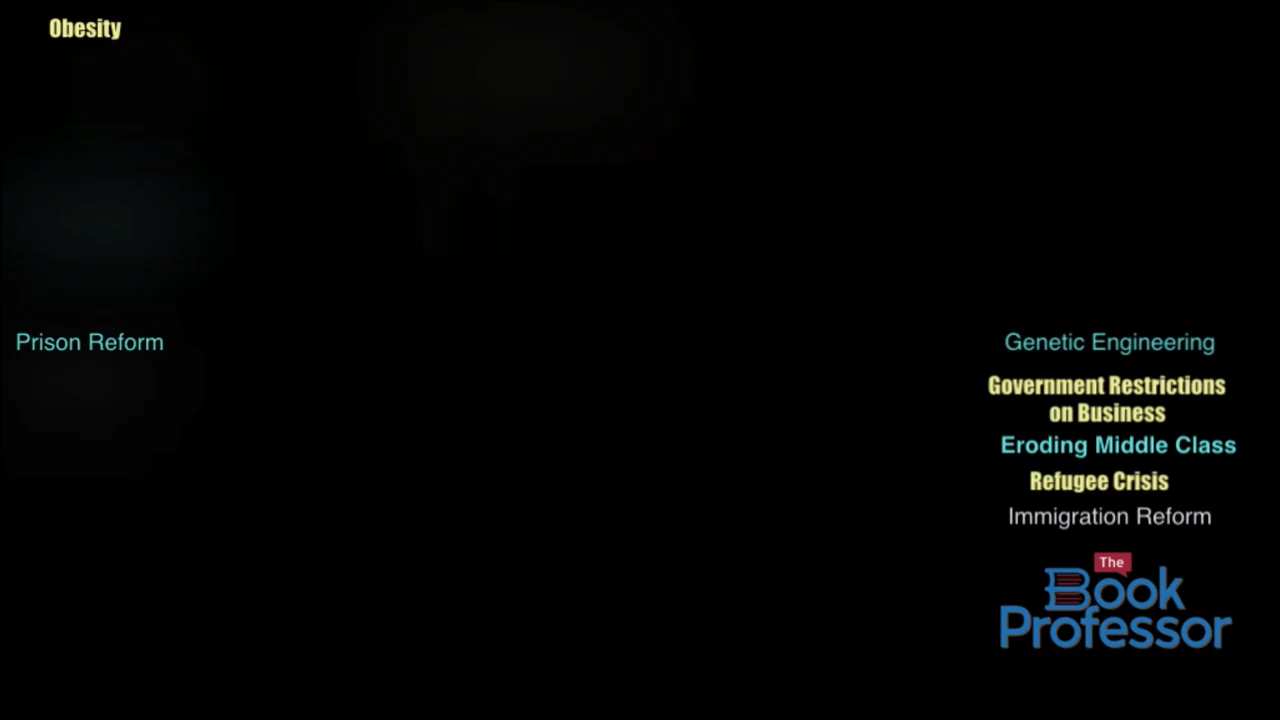 Obesity
Prison Reform
Genetic Engineering
Government Restrictions
on Business
Eroding Middle Class
Refugee Crisis
Immigration Reform
The
Book
Professor